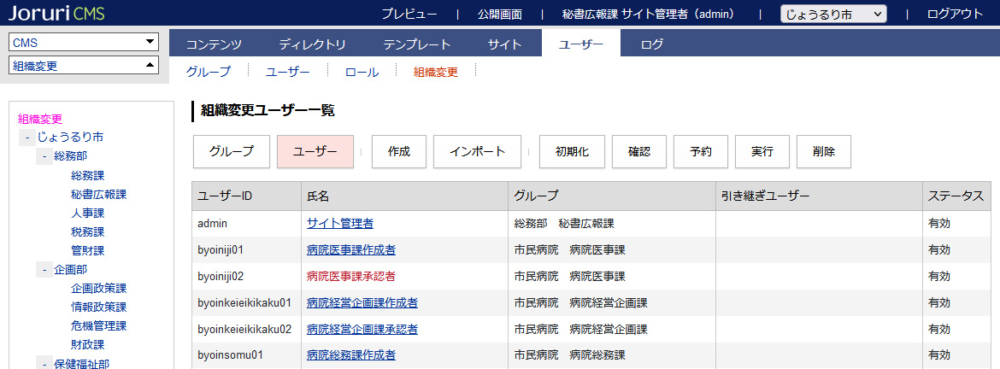 Joruri CMS
プレビュー | 公開画面 | 秘書広報課 サイト管理者（admin） | じょうるり市 | ログアウト
CMS
組織変更
コンテンツ ディレクトリ テンプレート サイト ユーザー ログ
グループ ユーザー ロール 組織変更
組織変更
- じょうるり市
- 総務部
総務課
秘書広報課
人事課
税務課
管財課
- 企画部
企画政策課
情報政策課
危機管理課
財政課
- 保健福祉部
組織変更ユーザー一覧
グループ ユーザー 作成 インポート 初期化 確認 予約 実行 削除
ユーザーID 氏名 グループ 引き継ぎユーザー ステータス
admin サイト管理者 総務部 秘書広報課 有効
byoiniji01 病院医事課作成者 市民病院 病院医事課 有効
byoiniji02 病院医事課承認者 市民病院 病院医事課 有効
byoinkeieikikaku01 病院経営企画課作成者 市民病院 病院経営企画課 有効
byoinkeieikikaku02 病院経営企画課承認者 市民病院 病院経営企画課 有効
byoinsomu01 病院総務課作成者 市民病院 病院総務課 有効